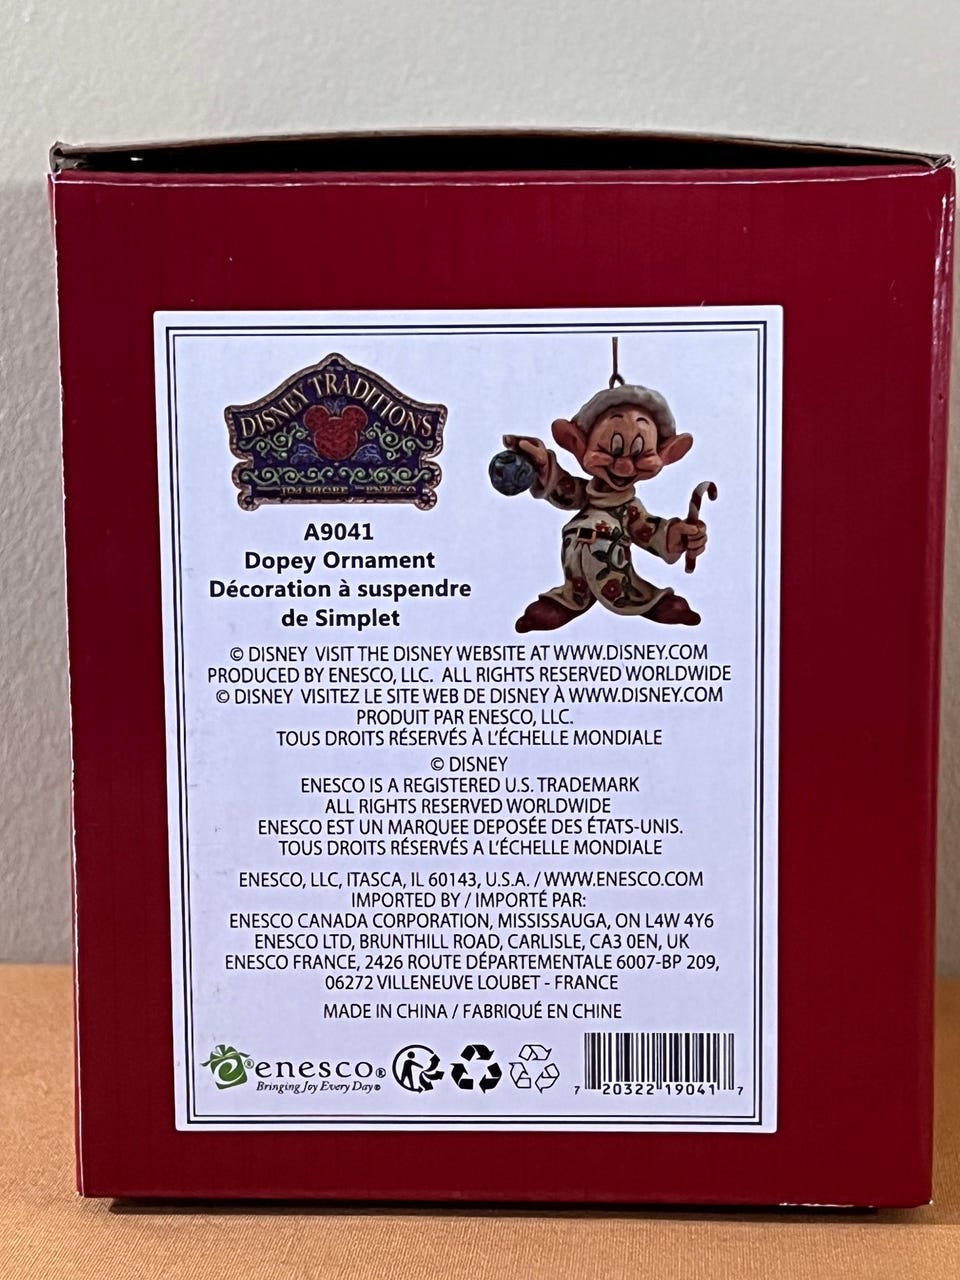 DISNEY TRADITIONS
JIM SHORE ENESCO
A9041
Dopey Ornament
Décoration à suspendre
de Simplet
© DISNEY VISIT THE DISNEY WEBSITE AT WWW.DISNEY.COM
PRODUCED BY ENESCO, LLC. ALL RIGHTS RESERVED WORLDWIDE
© DISNEY VISITEZ LE SITE WEB DE DISNEY À WWW.DISNEY.COM
PRODUIT PAR ENESCO, LLC.
TOUS DROITS RÉSERVÉS À L'ÉCHELLE MONDIALE
© DISNEY
ENESCO IS A REGISTERED U.S. TRADEMARK
ALL RIGHTS RESERVED WORLDWIDE
ENESCO EST UN MARQUEE DEPOSÉE DES ÉTATS-UNIS.
TOUS DROITS RÉSERVÉS A L'ÉCHELLE MONDIALE
ENESCO, LLC, ITASCA, IL 60143, U.S.A. / WWW.ENESCO.COM
IMPORTED BY / IMPORTÉ PAR:
ENESCO CANADA CORPORATION, MISSISSAUGA, ON L4W 4Y6
ENESCO LTD, BRUNTHILL ROAD, CARLISLE, CA3 0EN, UK
ENESCO FRANCE, 2426 ROUTE DÉPARTEMENTALE 6007-BP 209,
06272 VILLENEUVE LOUBET - FRANCE
MADE IN CHINA / FABRIQUÉ EN CHINE
® enesco®
Bringing Joy Every Day®
7 20322 19041 7